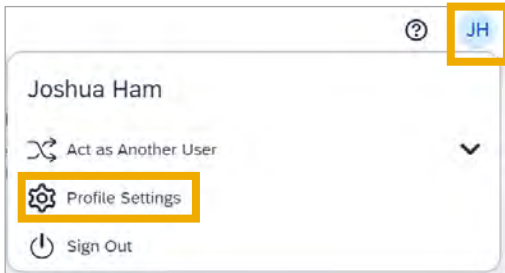 JH
Joshua Ham
Act as Another User
Profile Settings
Sign Out